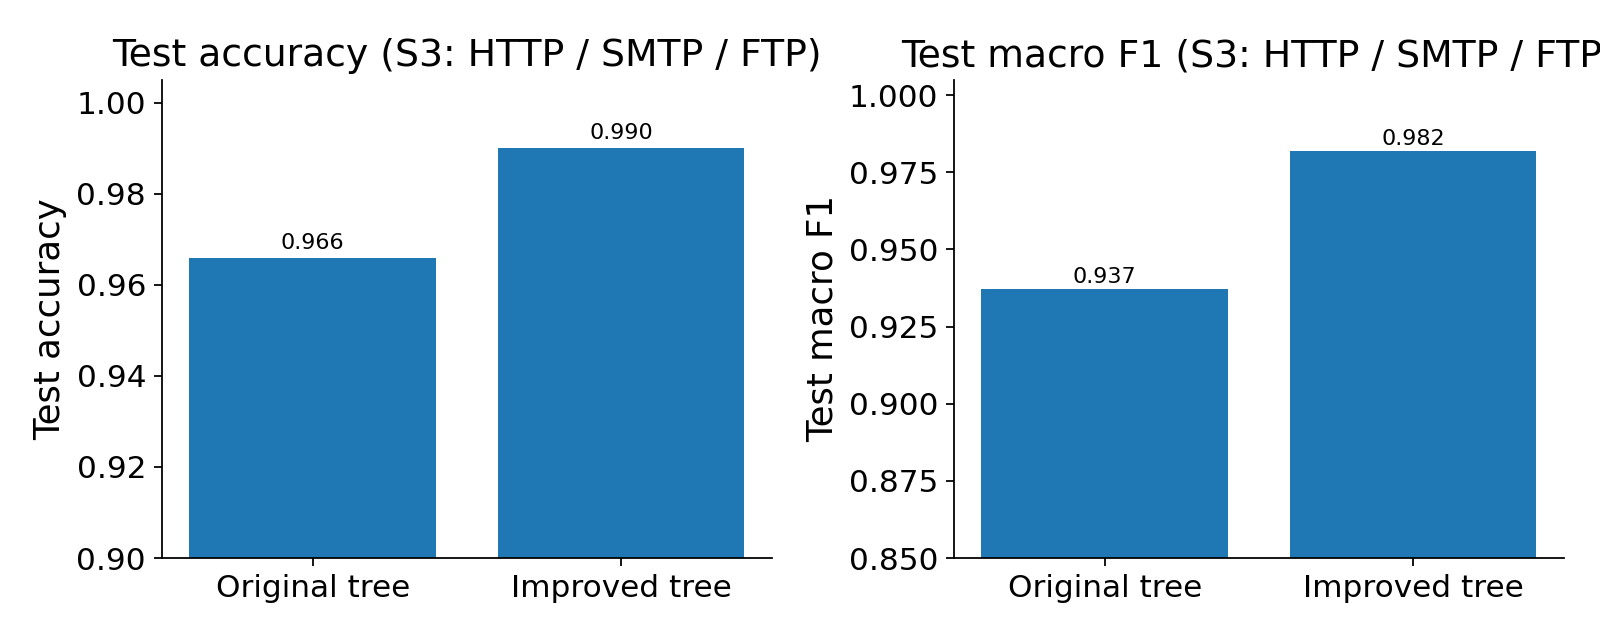 Test accuracy (S3: HTTP / SMTP / FTP)
Test accuracy
1.00
0.98
0.96
0.94
0.92
0.90
0.966
0.990
Original tree
Improved tree
Test macro F1 (S3: HTTP / SMTP / FTP
Test macro F1
1.000
0.975
0.950
0.925
0.900
0.875
0.850
0.937
0.982
Original tree
Improved tree